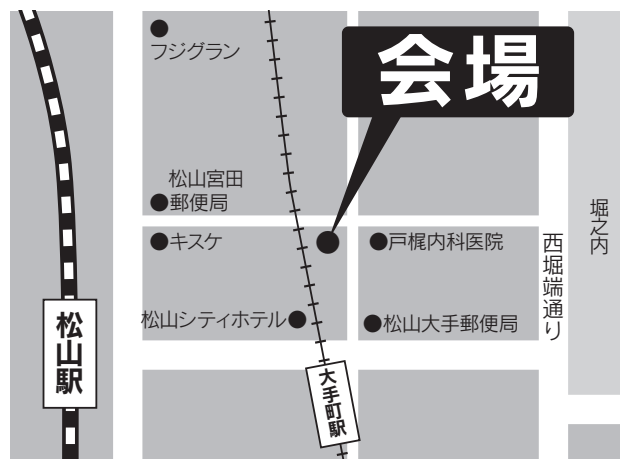 フジグラン
会場
松山宮田
郵便局
キスケ
戸梶内科医院
堀之内
西堀端通り
松山シティホテル
松山大手郵便局
松山駅
大手町駅